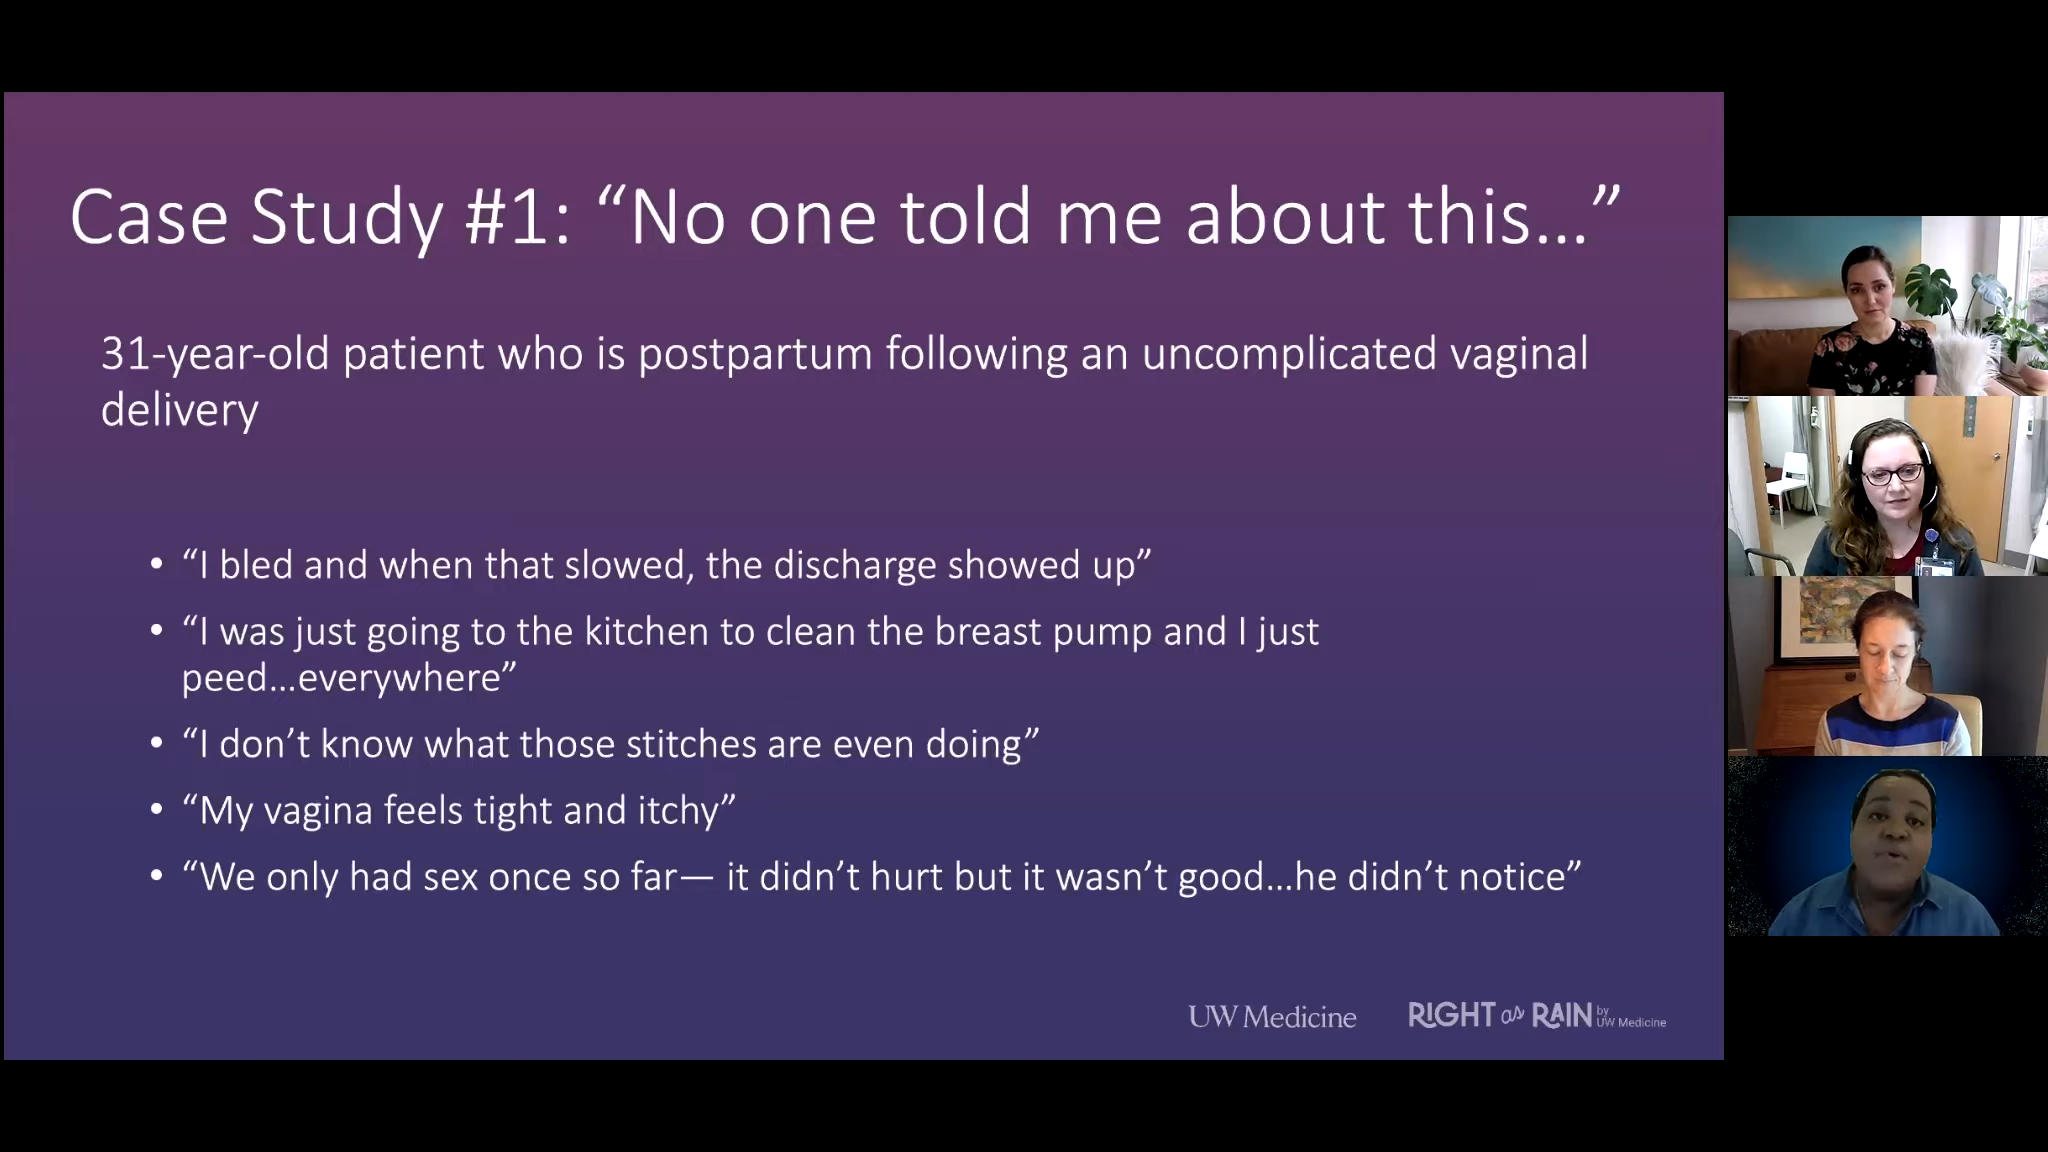 Case Study #1: “No one told me about this…”
31-year-old patient who is postpartum following an uncomplicated vaginal
delivery
• “I bled and when that slowed, the discharge showed up”
• “I was just going to the kitchen to clean the breast pump and I just
peed…everywhere”
• “I don’t know what those stitches are even doing”
• “My vagina feels tight and itchy”
• “We only had sex once so far— it didn’t hurt but it wasn’t good…he didn’t notice”
UW Medicine
RIGHT as RAIN by UW Medicine